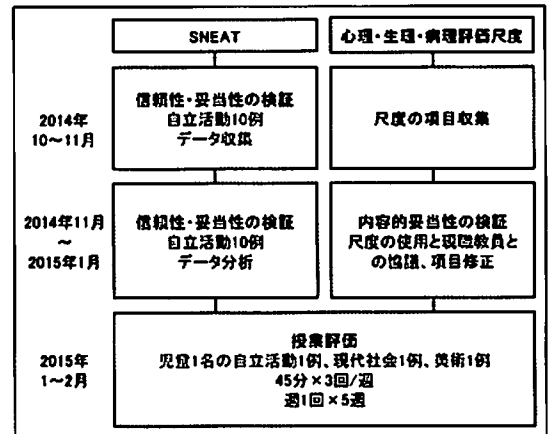 SNEAT
心理・生理・病理評価尺度
2014年
10～11月
信頼性・妥当性の検証
自立活動10例
データ収集
尺度の項目収集
2014年11月
～
2015年1月
信頼性・妥当性の検証
自立活動10例
データ分析
内容的妥当性の検証
尺度の使用と現職教員と
の協議、項目修正
2015年
1～2月
授業評価
児童1名の自立活動1例、現代社会1例、美術1例
45分×3回/週
週1回×5週